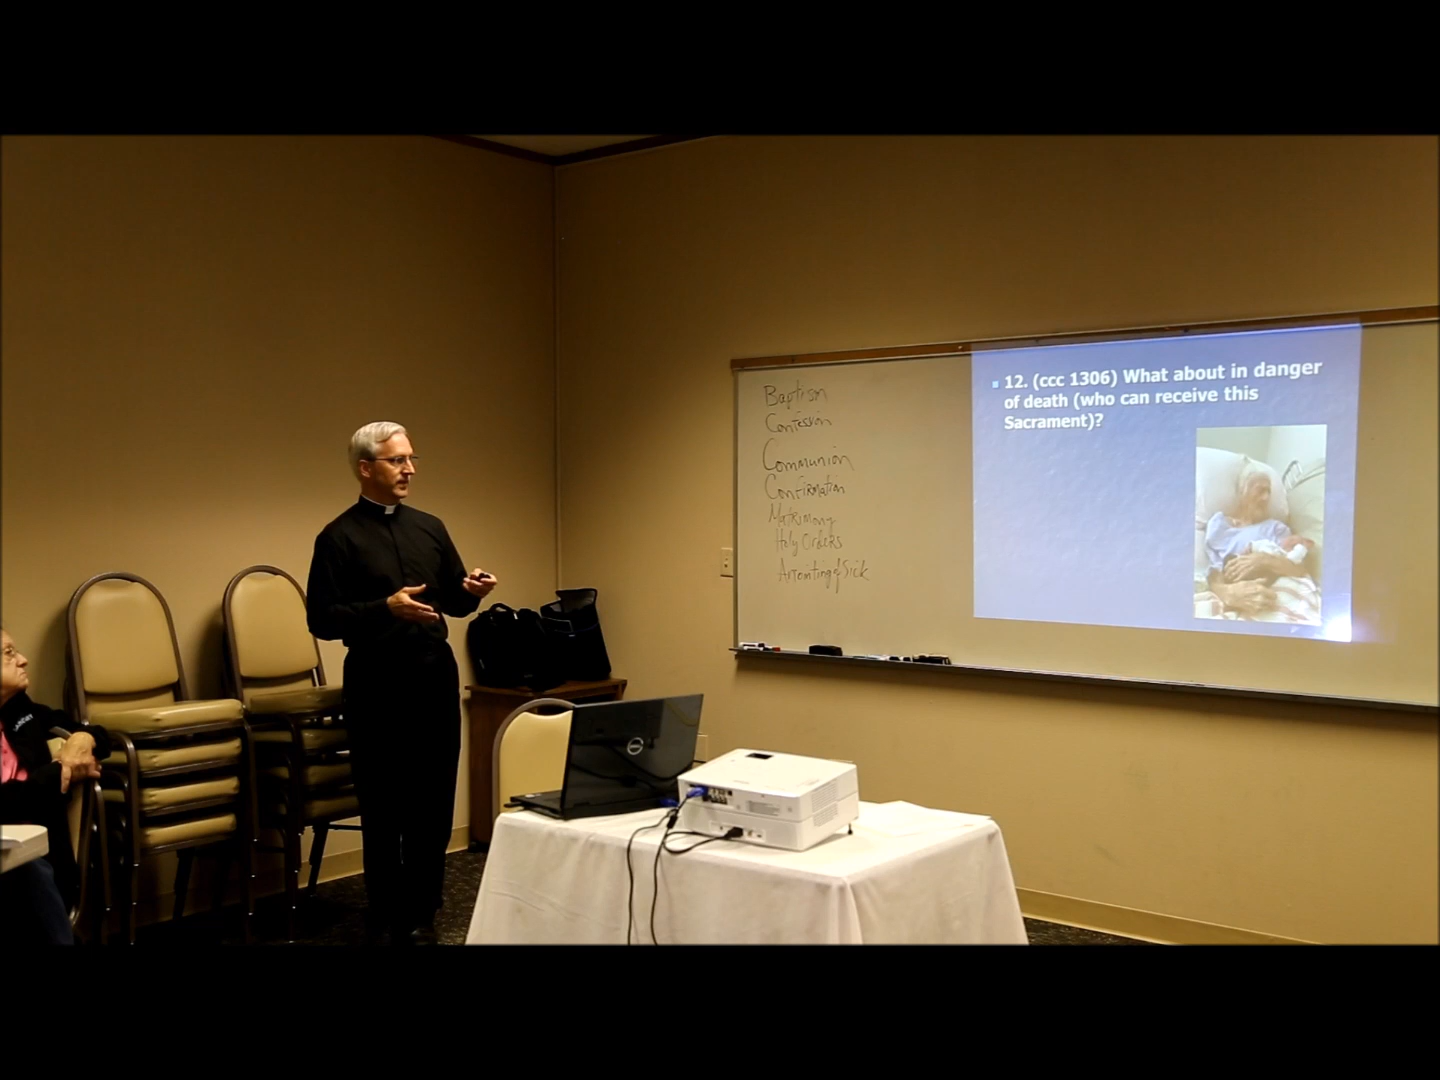 Baptism
Confession
Communion
Confirmation
Matrimony
Holy Orders
Anointing of Sick
12. (ccc 1306) What about in danger
of death (who can receive this
Sacrament)?
DELL